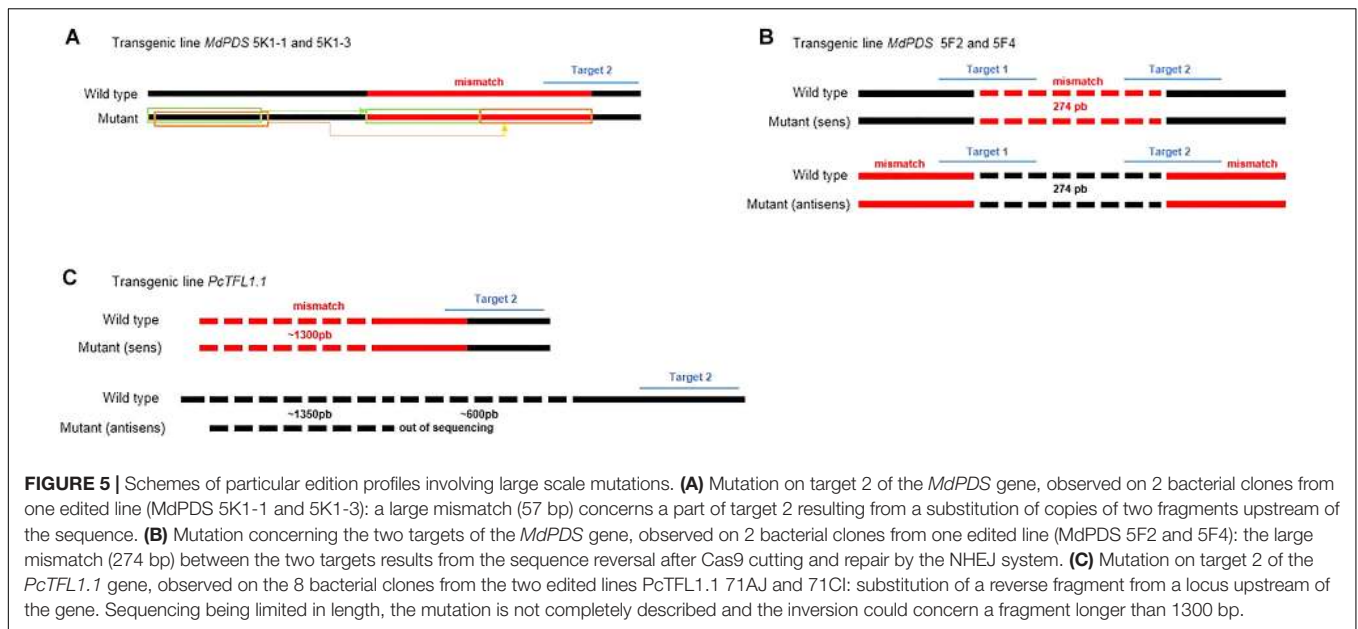 A Transgenic line MdPDS 5K1-1 and 5K1-3
mismatch
Target 2
Wild type
Mutant
B Transgenic line MdPDS 5F2 and 5F4
Target 1
mismatch
Target 2
Wild type
274 pb
Mutant (sens)
mismatch
Target 1
Target 2
mismatch
Wild type
274 pb
Mutant (antisens)
C Transgenic line PcTFL1.1
mismatch
Target 2
Wild type
~1300pb
Mutant (sens)
Target 2
Wild type
~1350pb
~600pb
Mutant (antisens)
out of sequencing
FIGURE 5 | Schemes of particular edition profiles involving large scale mutations. (A) Mutation on target 2 of the MdPDS gene, observed on 2 bacterial clones from
one edited line (MdPDS 5K1-1 and 5K1-3): a large mismatch (57 bp) concerns a part of target 2 resulting from a substitution of copies of two fragments upstream of
the sequence. (B) Mutation concerning the two targets of the MdPDS gene, observed on 2 bacterial clones from one edited line (MdPDS 5F2 and 5F4): the large
mismatch (274 bp) between the two targets results from the sequence reversal after Cas9 cutting and repair by the NHEJ system. (C) Mutation on target 2 of the
PcTFL1.1 gene, observed on the 8 bacterial clones from the two edited lines PcTFL1.1 71AJ and 71CI: substitution of a reverse fragment from a locus upstream of
the gene. Sequencing being limited in length, the mutation is not completely described and the inversion could concern a fragment longer than 1300 bp.